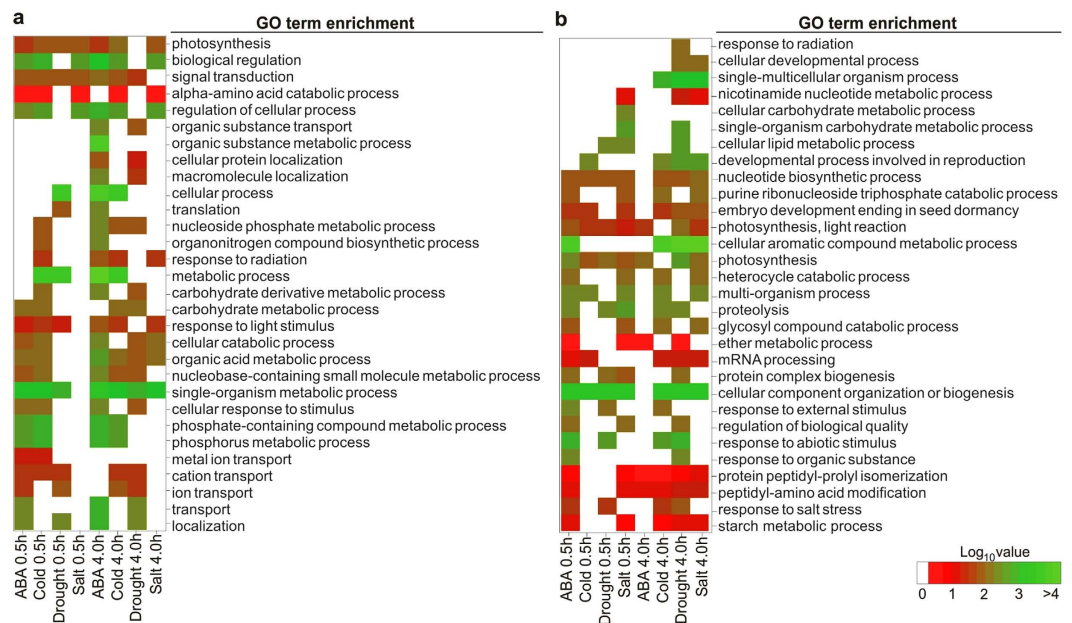 a
GO term enrichment
photosynthesis
biological regulation
signal transduction
alpha-amino acid catabolic process
regulation of cellular process
organic substance transport
organic substance metabolic process
cellular protein localization
macromolecule localization
cellular process
translation
nucleoside phosphate metabolic process
organonitrogen compound biosynthetic process
response to radiation
metabolic process
carbohydrate derivative metabolic process
carbohydrate metabolic process
response to light stimulus
cellular catabolic process
organic acid metabolic process
nucleobase-containing small molecule metabolic process
single-organism metabolic process
cellular response to stimulus
phosphate-containing compound metabolic process
phosphorus metabolic process
metal ion transport
cation transport
ion transport
transport
localization
ABA 0.5h
Cold 0.5h
Drought 0.5h
Salt 0.5h
ABA 4.0h
Cold 4.0h
Drought 4.0h
Salt 4.0h
b
GO term enrichment
response to radiation
cellular developmental process
single-multicellular organism process
nicotinamide nucleotide metabolic process
cellular carbohydrate metabolic process
single-organism carbohydrate metabolic process
cellular lipid metabolic process
developmental process involved in reproduction
nucleotide biosynthetic process
purine ribonucleoside triphosphate catabolic process
embryo development ending in seed dormancy
photosynthesis, light reaction
cellular aromatic compound metabolic process
photosynthesis
heterocycle catabolic process
multi-organism process
proteolysis
glycosyl compound catabolic process
ether metabolic process
mRNA processing
protein complex biogenesis
cellular component organization or biogenesis
response to external stimulus
regulation of biological quality
response to abiotic stimulus
response to organic substance
protein peptidyl-prolyl isomerization
peptidyl-amino acid modification
response to salt stress
starch metabolic process
ABA 0.5h
Cold 0.5h
Drought 0.5h
Salt 0.5h
ABA 4.0h
Cold 4.0h
Drought 4.0h
Salt 4.0h
Log10value
0 1 2 3 >4